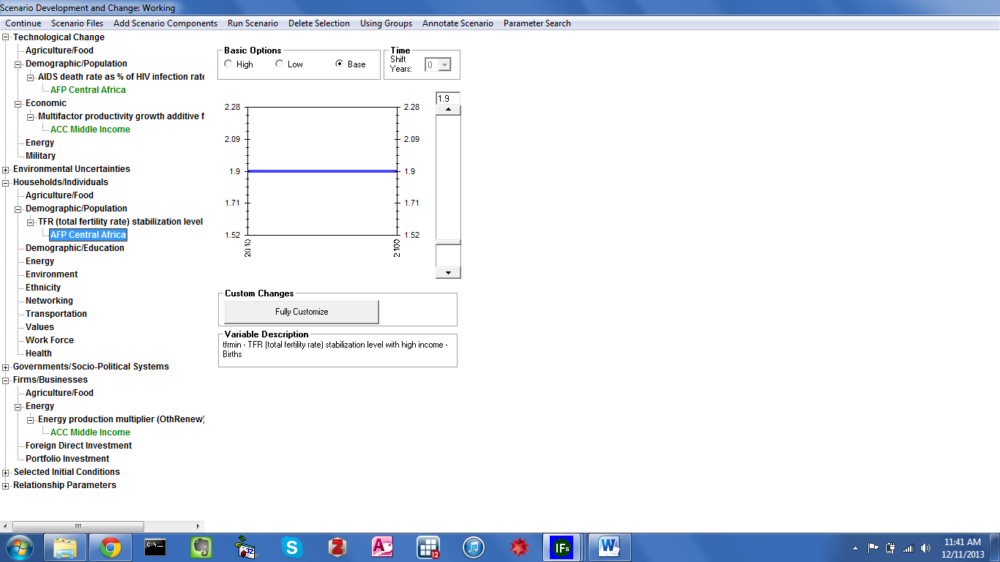 Scenario Development and Change: Working
Continue Scenario Files Add Scenario Components Run Scenario Delete Selection Using Groups Annotate Scenario Parameter Search
Technological Change
Agriculture/Food
Demographic/Population
AIDS death rate as % of HIV infection rate
AFP Central Africa
Economic
Multifactor productivity growth additive f
ACC Middle Income
Energy
Military
Environmental Uncertainties
Households/Individuals
Agriculture/Food
Demographic/Population
TFR (total fertility rate) stabilization level
AFP Central Africa
Demographic/Education
Energy
Environment
Ethnicity
Networking
Transportation
Values
Work Force
Health
Governments/Socio-Political Systems
Firms/Businesses
Agriculture/Food
Energy
Energy production multiplier (OthRenew)
ACC Middle Income
Foreign Direct Investment
Portfolio Investment
Selected Initial Conditions
Relationship Parameters
Basic Options
High Low Base
Time
Shift
Years: 0
1.9
2.28 2.28
2.09 2.09
1.9 1.9
1.71 1.71
1.52 1.52
2010 2100
Custom Changes
Fully Customize
Variable Description
tfrmin - TFR (total fertility rate) stabilization level with high income -
Births
C:\_
32
S
Z
A
12
IFs
W
11:41 AM
12/11/2013